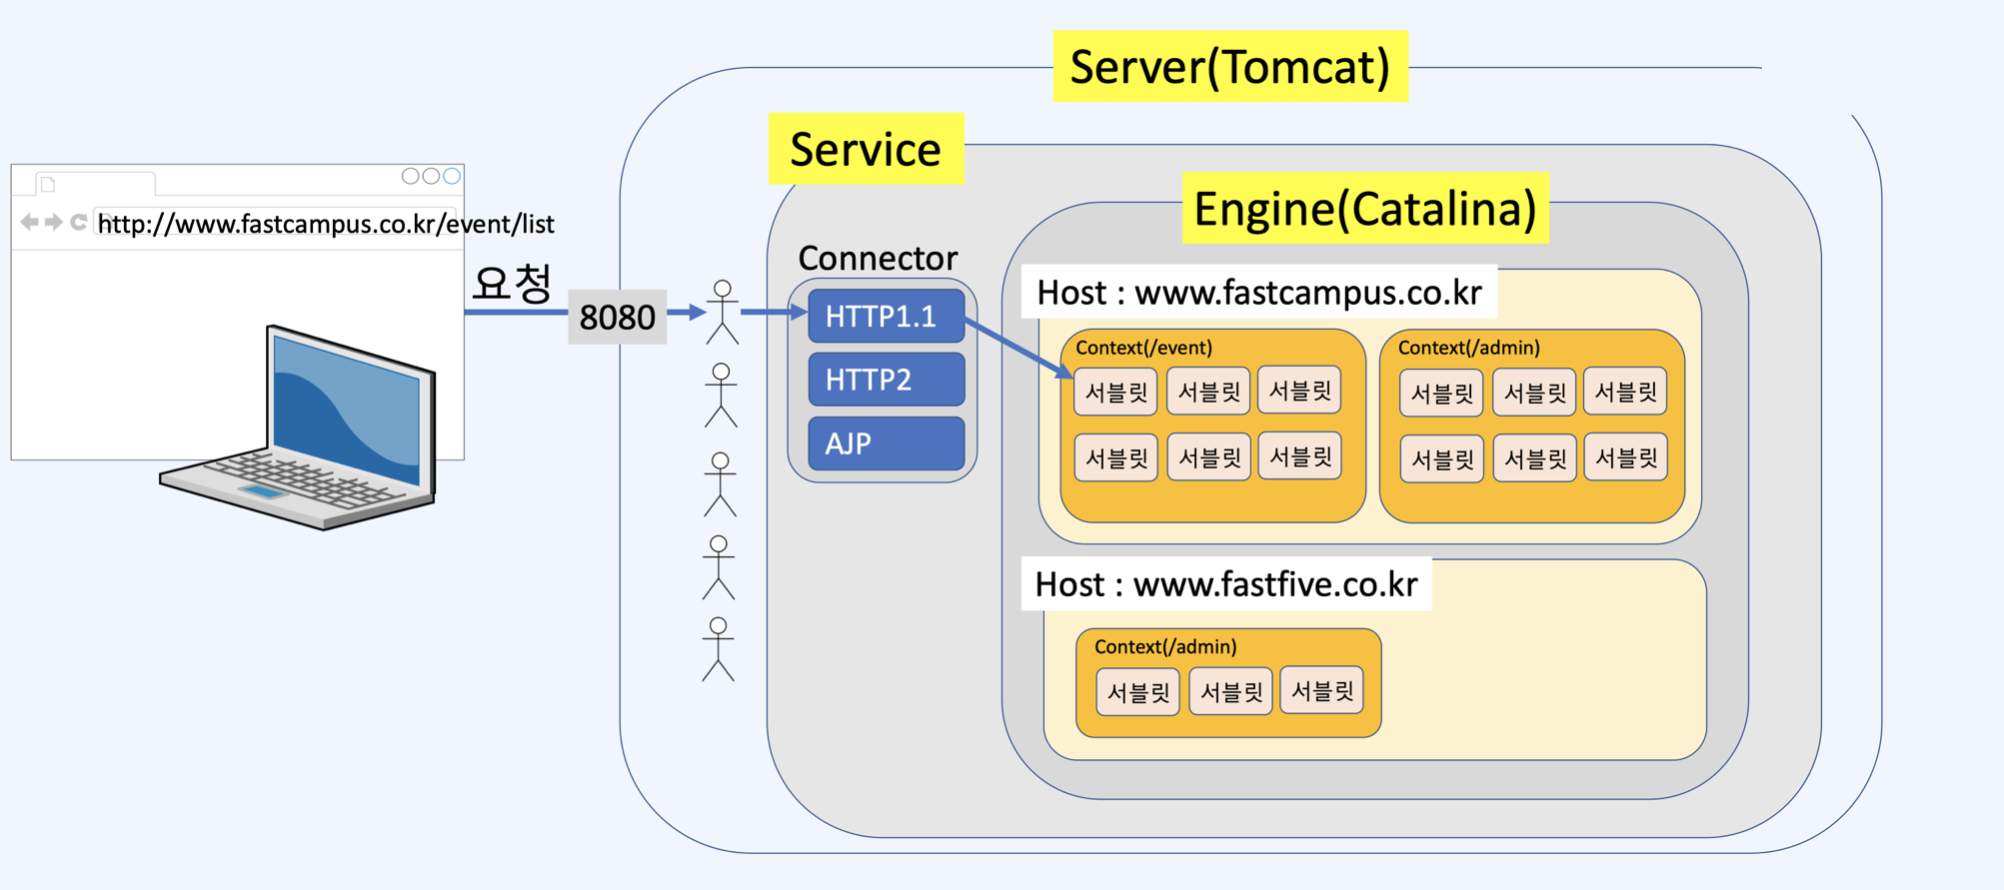 Server(Tomcat)
Service
Engine(Catalina)
http://www.fastcampus.co.kr/event/list
요청
8080
Connector
HTTP1.1
HTTP2
AJP
Host : www.fastcampus.co.kr
Context(/event)
서블릿 서블릿 서블릿
서블릿 서블릿 서블릿
Context(/admin)
서블릿 서블릿 서블릿
서블릿 서블릿 서블릿
Host : www.fastfive.co.kr
Context(/admin)
서블릿 서블릿 서블릿